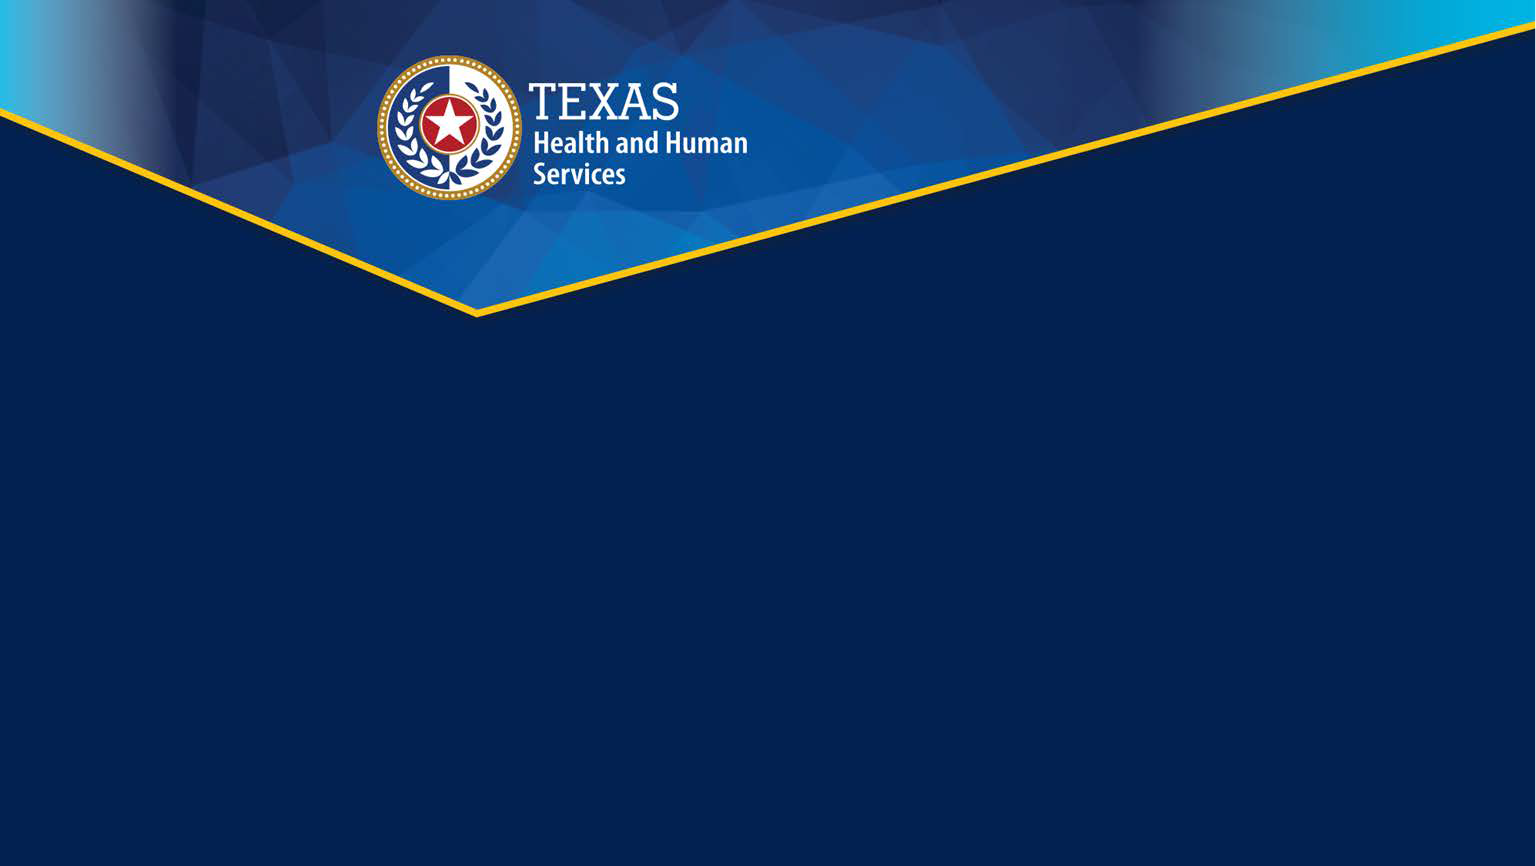 TEXAS
Health and Human
Services